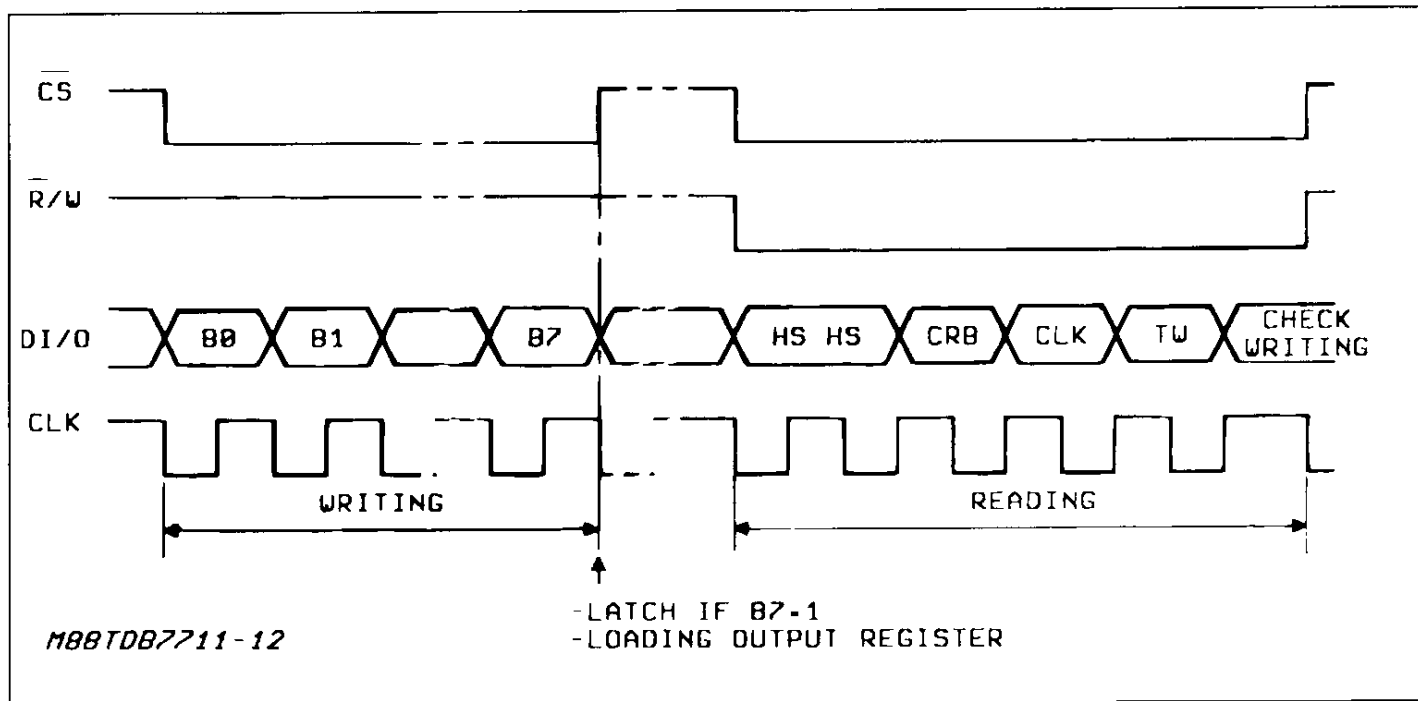 C̅S̅
R̅/W
DI/O B0 B1 B7 HS HS CRB CLK TW CHECK WRITING
CLK
WRITING
READING
-LATCH IF B7-1
-LOADING OUTPUT REGISTER
M88TDB7711-12